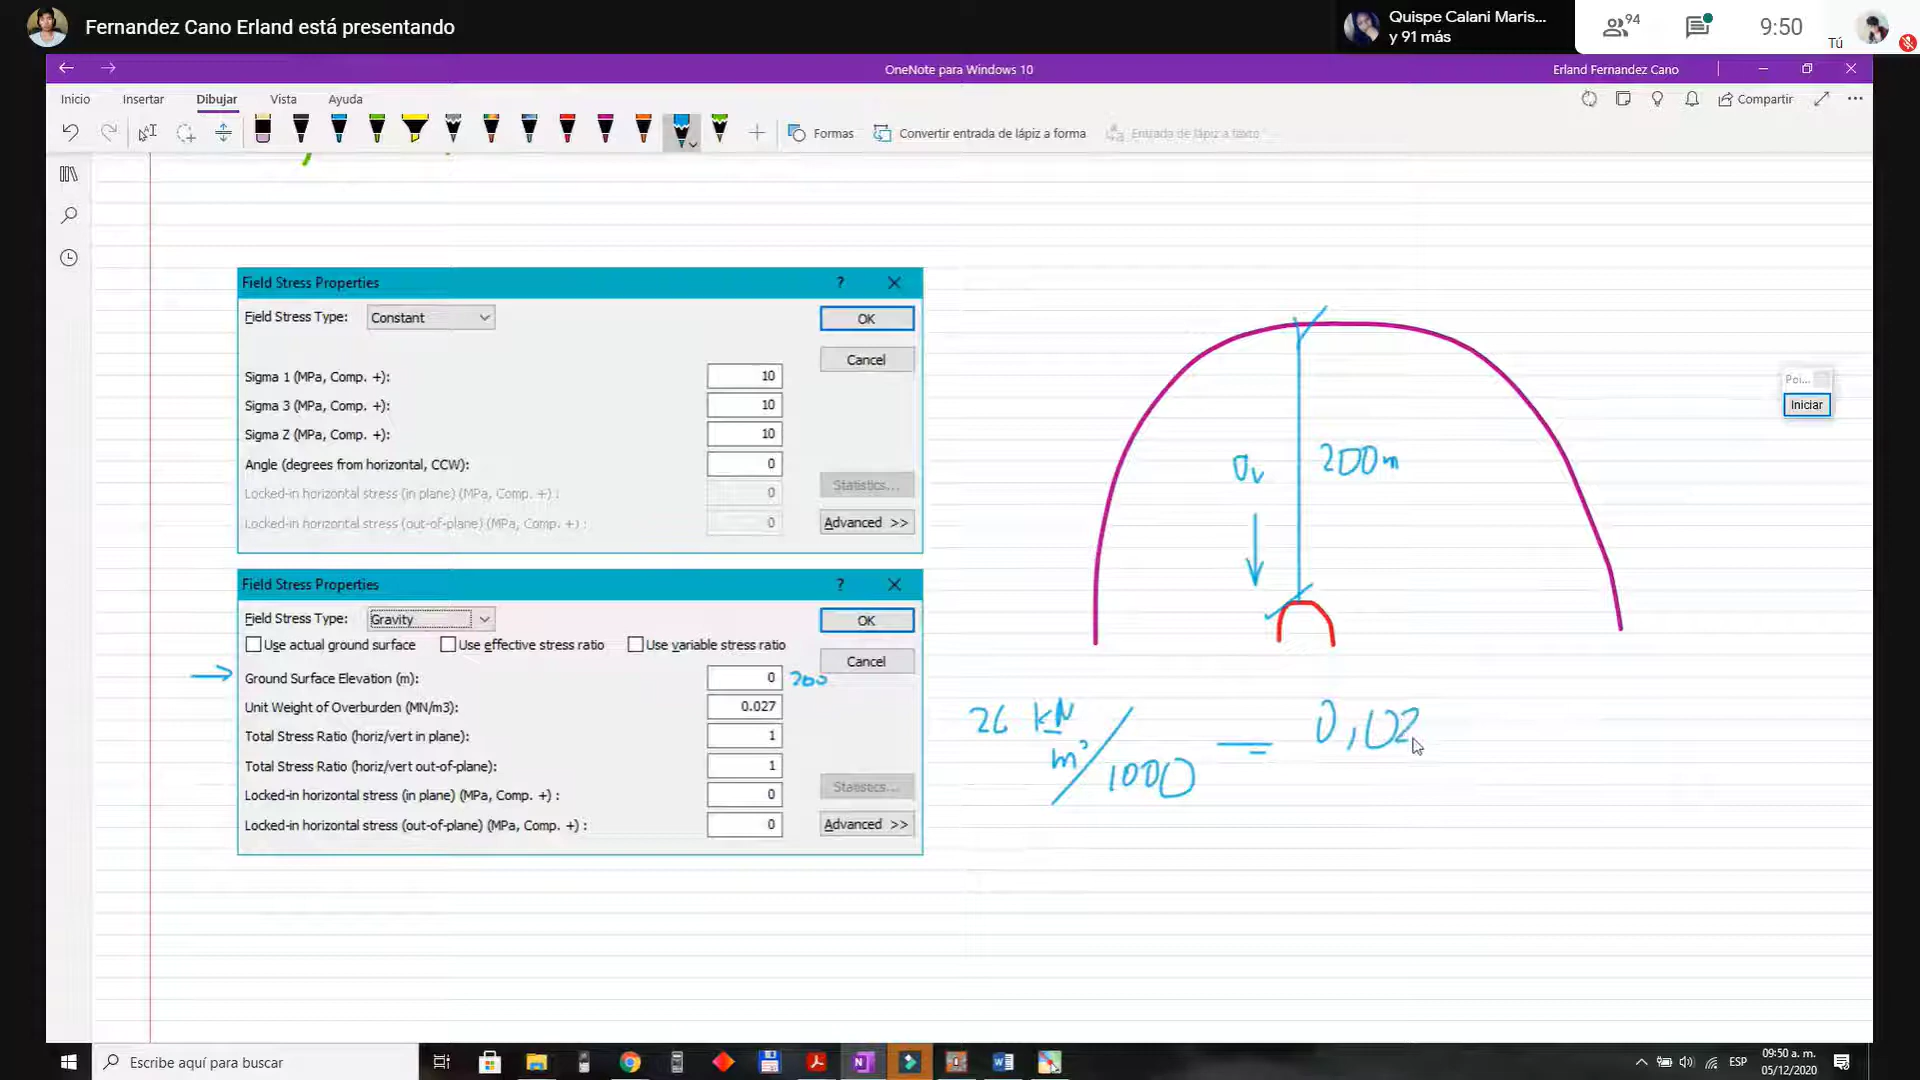 Fernandez Cano Erland está presentando
Quispe Calani Maris...
y 91 más
94
9:50
Tú
OneNote para Windows 10
Erland Fernandez Cano
Inicio
Insertar
Dibujar
Vista
Ayuda
Compartir
Formas
Convertir entrada de lápiz a forma
Entrada de lápiz a texto
Field Stress Properties
?
Field Stress Type:
Constant
OK
Cancel
Sigma 1 (MPa, Comp. +):
10
Sigma 3 (MPa, Comp. +):
10
Sigma Z (MPa, Comp. +):
10
Angle (degrees from horizontal, CCW):
0
Statistics...
Locked-in horizontal stress (in plane) (MPa, Comp. +) :
0
Locked-in horizontal stress (out-of-plane) (MPa, Comp. +) :
0
Advanced >>
Field Stress Properties
?
Field Stress Type:
Gravity
OK
Use actual ground surface
Use effective stress ratio
Use variable stress ratio
Cancel
Ground Surface Elevation (m):
0
200
Unit Weight of Overburden (MN/m3):
0.027
Total Stress Ratio (horiz/vert in plane):
1
Total Stress Ratio (horiz/vert out-of-plane):
1
Statistics...
Locked-in horizontal stress (in plane) (MPa, Comp. +) :
0
Locked-in horizontal stress (out-of-plane) (MPa, Comp. +) :
0
Advanced >>
σv
200m
26 kN
m³/1000 = 0,02
Poi...
Iniciar
Escribe aquí para buscar
ESP
09:50 a. m.
05/12/2020